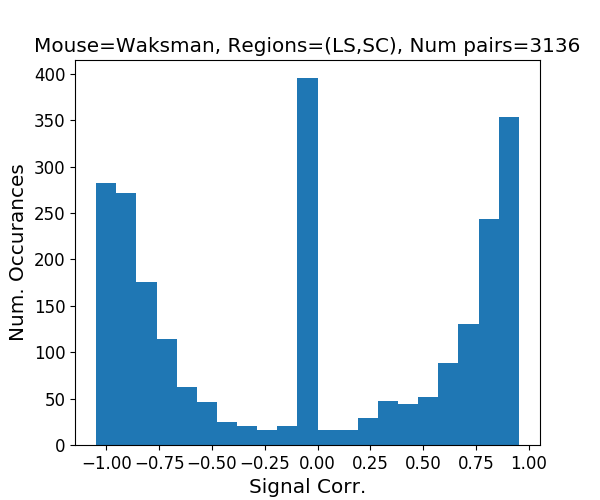 Mouse=Waksman, Regions=(LS,SC), Num pairs=3136
400
350
300
250
200
150
100
50
0
Num. Occurances
−1.00 −0.75 −0.50 −0.25 0.00 0.25 0.50 0.75 1.00
Signal Corr.